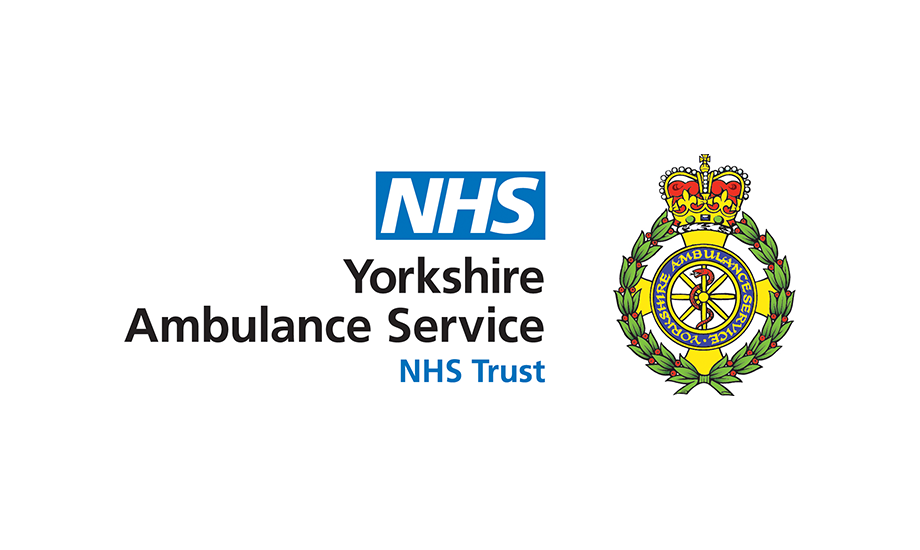 NHS
Yorkshire
Ambulance Service
NHS Trust
YORKSHIRE AMBULANCE SERVICE